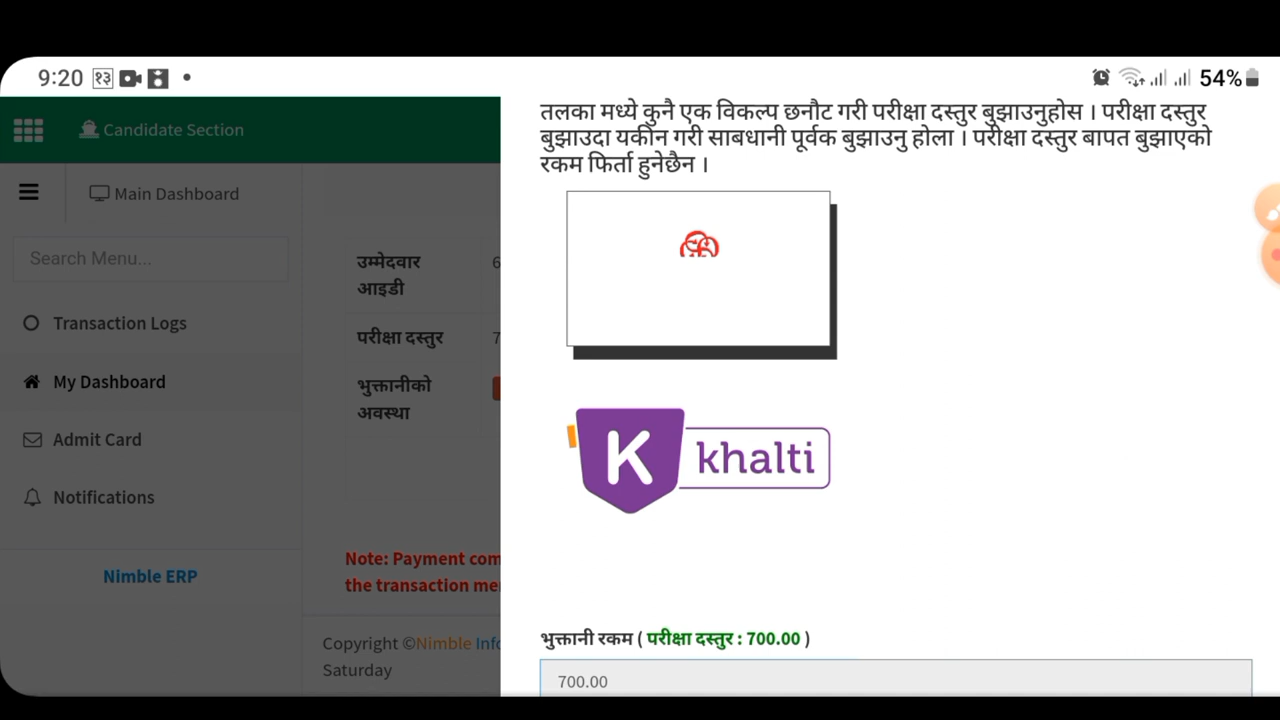 9:20 १३ 54%
Candidate Section
Main Dashboard
Search Menu...
Transaction Logs
My Dashboard
Admit Card
Notifications
Nimble ERP
उम्मेदवार 6
आइडी
परीक्षा दस्तुर 7
भुक्तानीको
अवस्था
Note: Payment com
the transaction me
Copyright ©Nimble Info
Saturday
तलका मध्ये कुनै एक विकल्प छनौट गरी परीक्षा दस्तुर बुझाउनुहोस । परीक्षा दस्तुर
बुझाउदा यकीन गरी साबधानी पूर्वक बुझाउनु होला । परीक्षा दस्तुर बापत बुझाएको
रकम फिर्ता हुनेछैन ।
K khalti
भुक्तानी रकम ( परीक्षा दस्तुर : 700.00 )
700.00